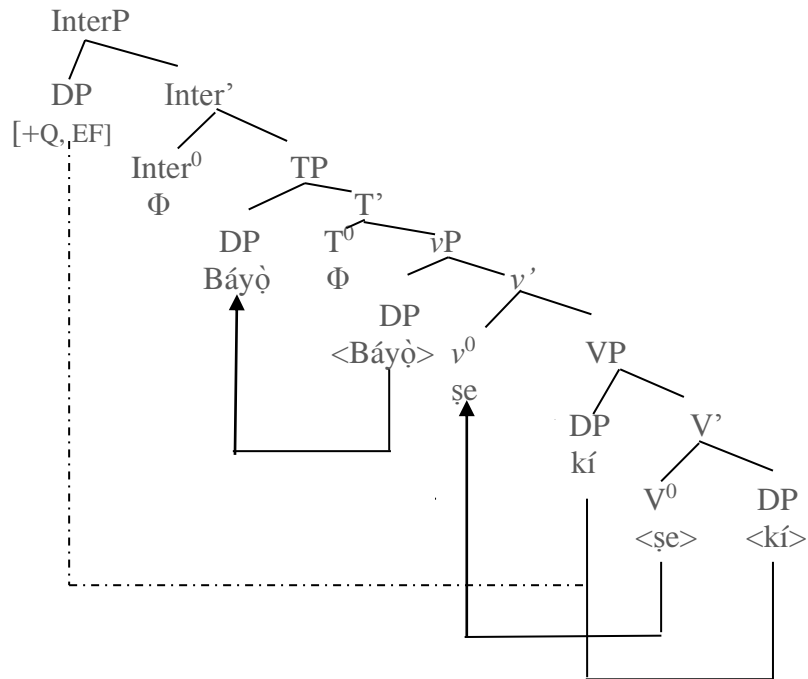 InterP
DP Inter’
[+Q, EF]
Inter⁰ TP
Φ
T’
DP T⁰ vP
Báyọ̀ Φ
v’
DP
<Báyọ̀> v⁰ VP
ṣe
DP V’
kí
V⁰ DP
<ṣe> <kí>